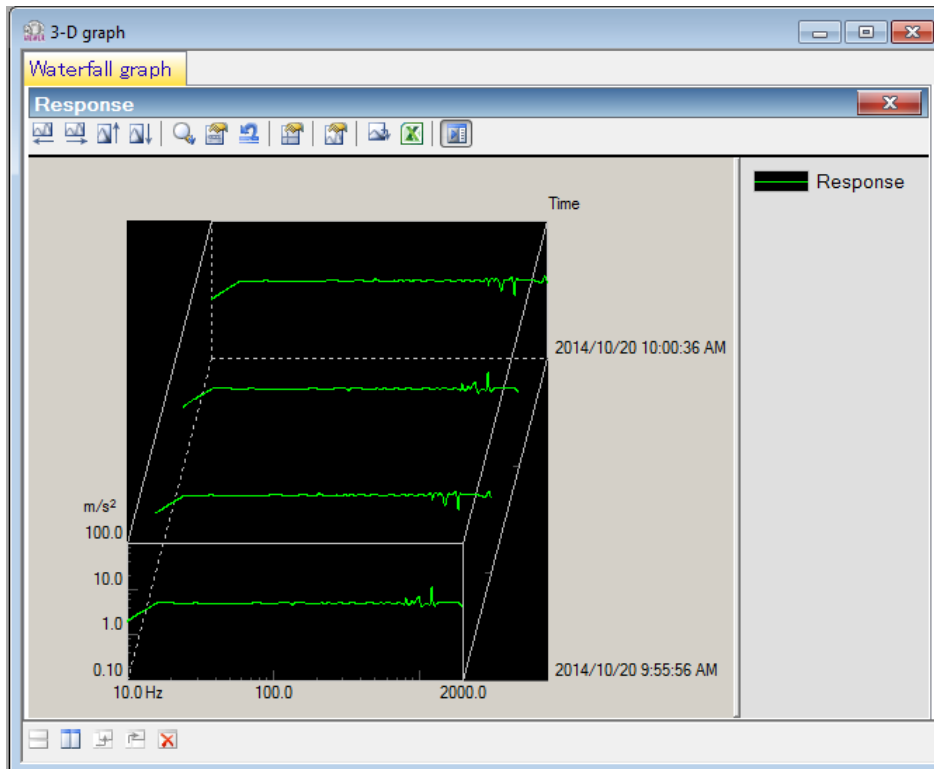 3-D graph
Waterfall graph
Response
Response
Time
2014/10/20 10:00:36 AM
m/s²
100.0
10.0
1.0
0.10
2014/10/20 9:55:56 AM
10.0 Hz
100.0
2000.0